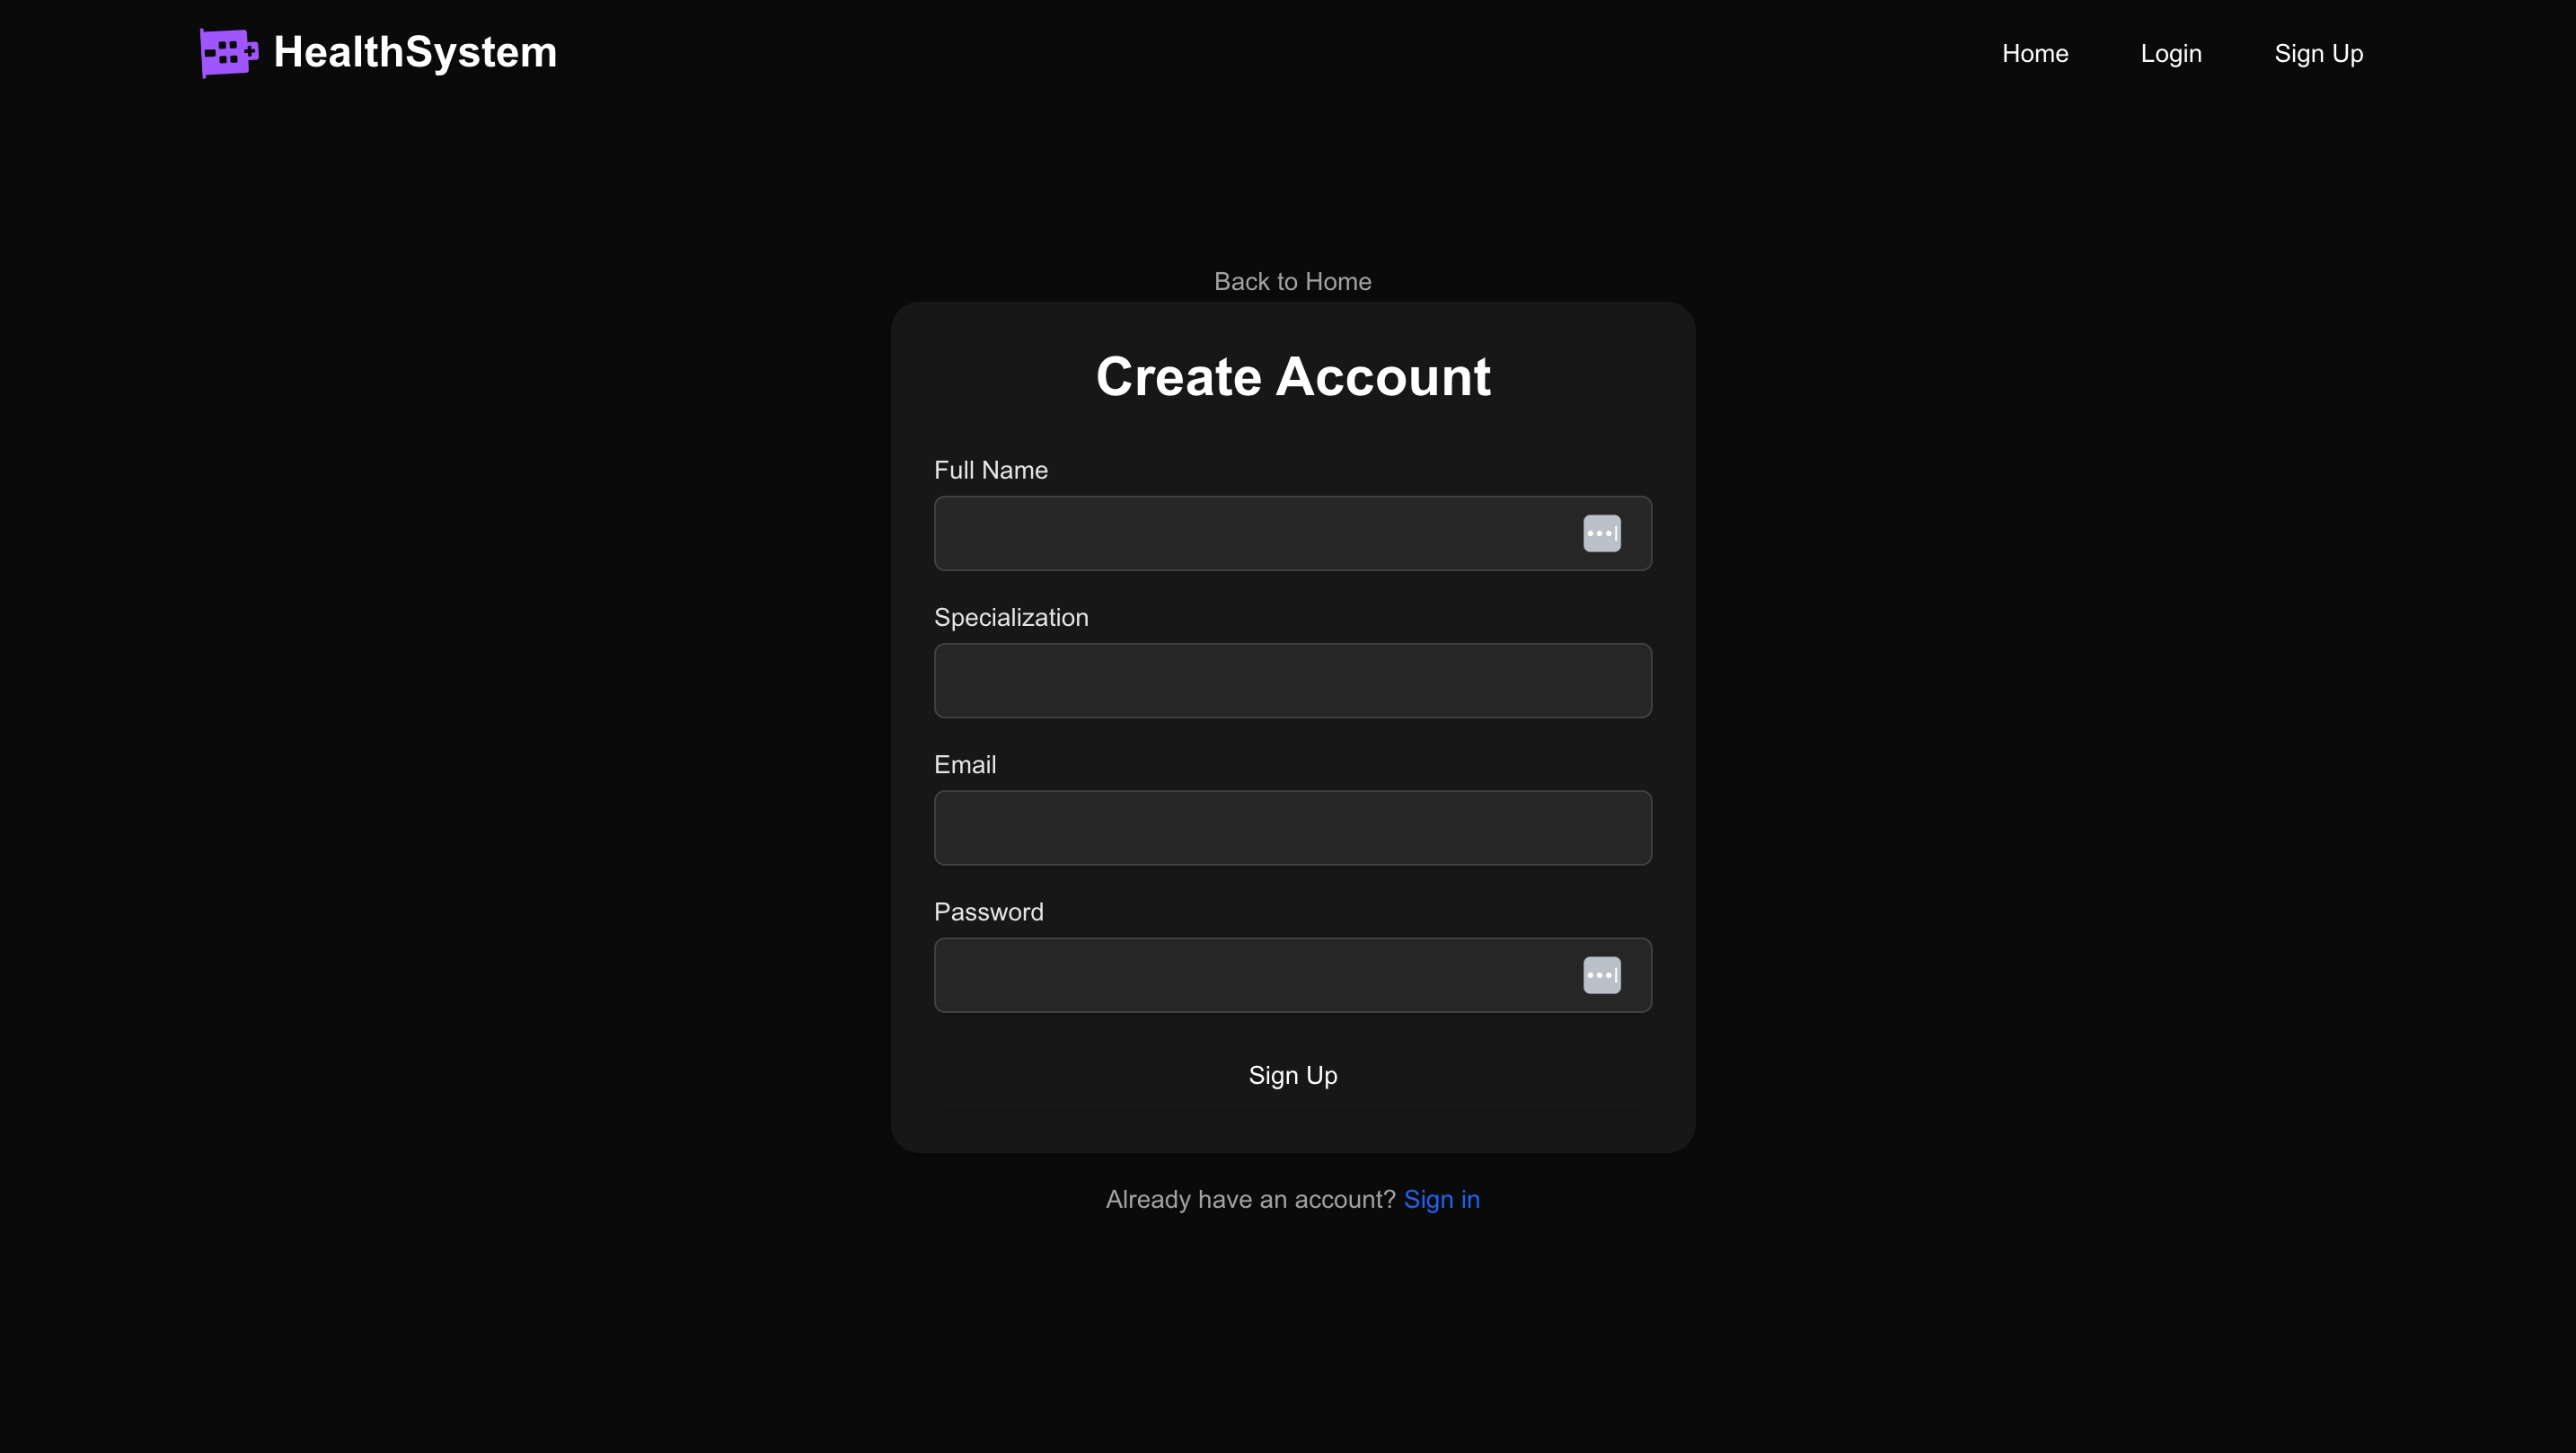 HealthSystem
Home
Login
Sign Up
Back to Home
Create Account
Full Name
Specialization
Email
Password
Sign Up
Already have an account? Sign in